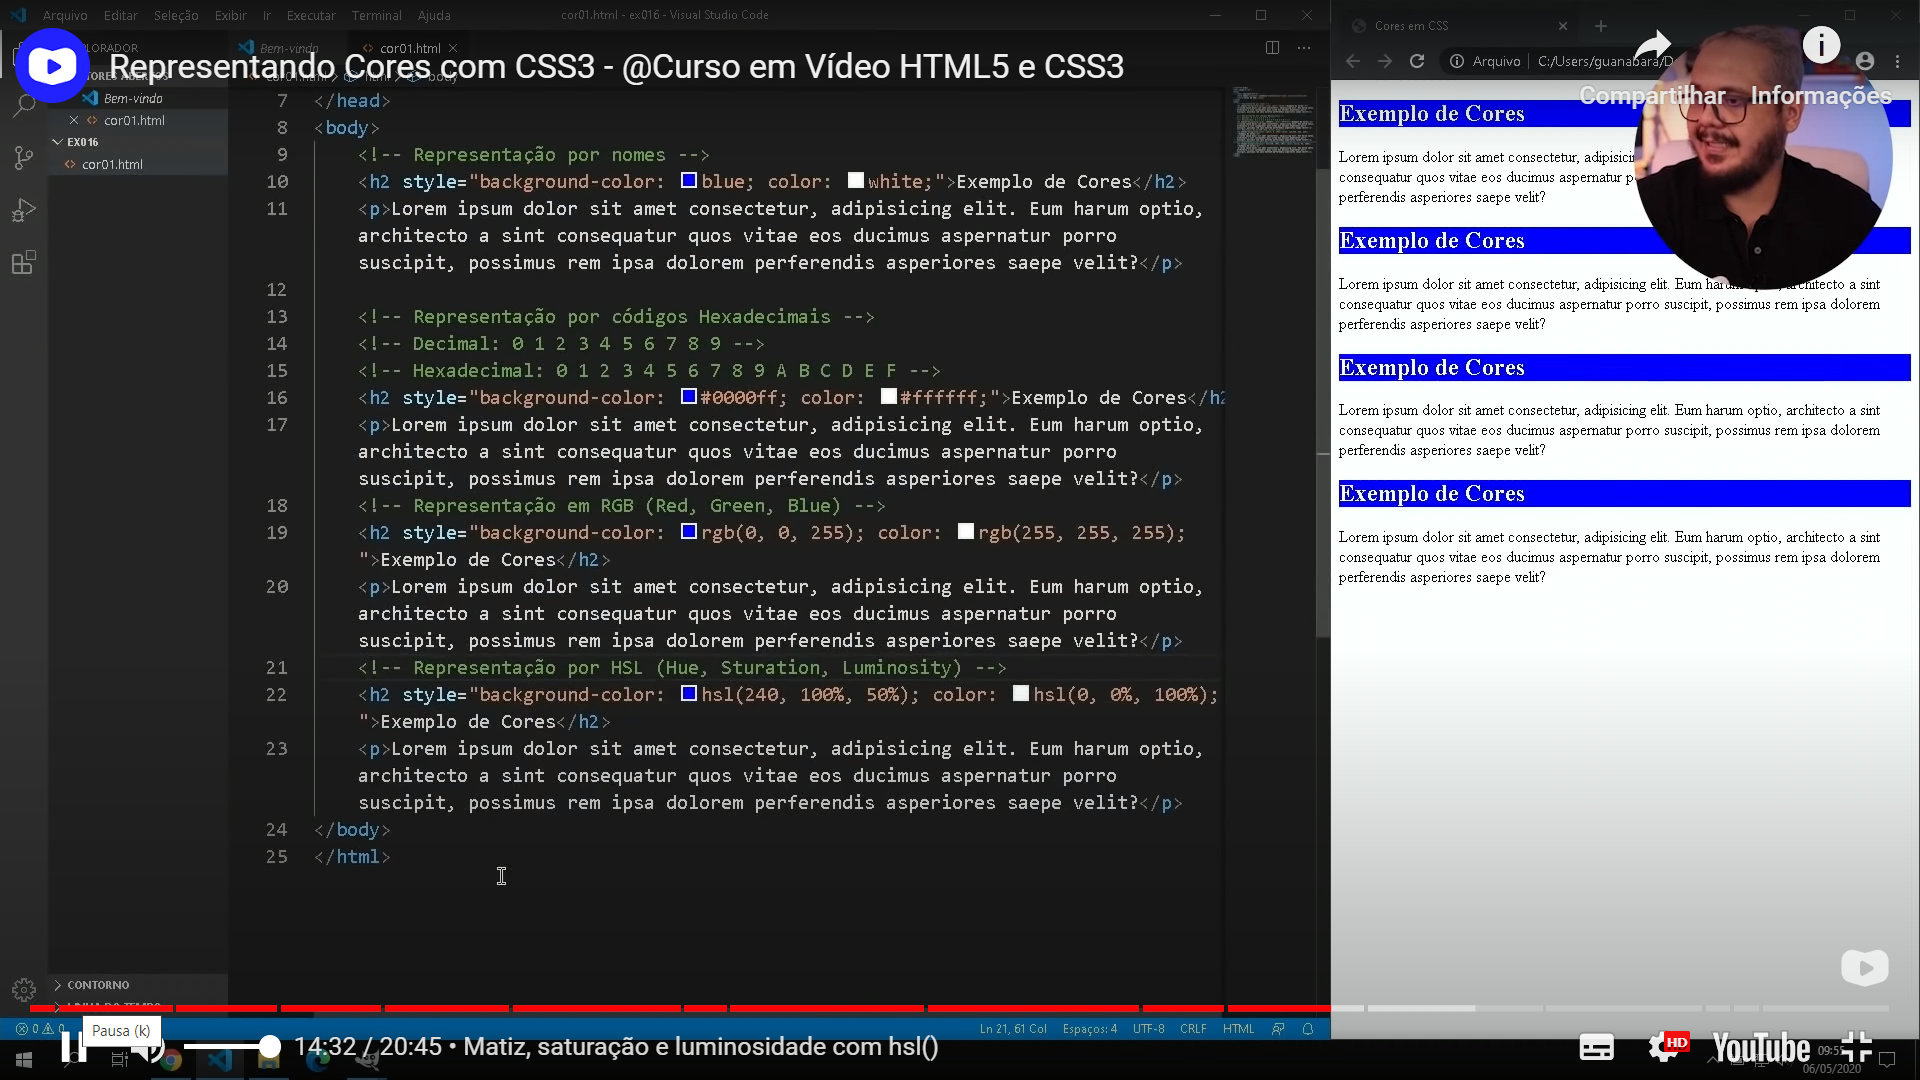 Arquivo Editar Seleção Exibir Ir Executar Terminal Ajuda
cor01.html - ex016 - Visual Studio Code
Bem-vindo
cor01.html
Representando Cores com CSS3 - @Curso em Vídeo HTML5 e CSS3
Bem-vindo
cor01.html
EX016
cor01.html
7 </head>
8 <body>
9 <!-- Representação por nomes -->
10 <h2 style="background-color: blue; color: white;">Exemplo de Cores</h2>
11 <p>Lorem ipsum dolor sit amet consectetur, adipisicing elit. Eum harum optio,
architecto a sint consequatur quos vitae eos ducimus aspernatur porro
suscipit, possimus rem ipsa dolorem perferendis asperiores saepe velit?</p>
12
13 <!-- Representação por códigos Hexadecimais -->
14 <!-- Decimal: 0 1 2 3 4 5 6 7 8 9 -->
15 <!-- Hexadecimal: 0 1 2 3 4 5 6 7 8 9 A B C D E F -->
16 <h2 style="background-color: #0000ff; color: #ffffff;">Exemplo de Cores</h2
17 <p>Lorem ipsum dolor sit amet consectetur, adipisicing elit. Eum harum optio,
architecto a sint consequatur quos vitae eos ducimus aspernatur porro
suscipit, possimus rem ipsa dolorem perferendis asperiores saepe velit?</p>
18 <!-- Representação em RGB (Red, Green, Blue) -->
19 <h2 style="background-color: rgb(0, 0, 255); color: rgb(255, 255, 255);
">Exemplo de Cores</h2>
20 <p>Lorem ipsum dolor sit amet consectetur, adipisicing elit. Eum harum optio,
architecto a sint consequatur quos vitae eos ducimus aspernatur porro
suscipit, possimus rem ipsa dolorem perferendis asperiores saepe velit?</p>
21 <!-- Representação por HSL (Hue, Sturation, Luminosity) -->
22 <h2 style="background-color: hsl(240, 100%, 50%); color: hsl(0, 0%, 100%);
">Exemplo de Cores</h2>
23 <p>Lorem ipsum dolor sit amet consectetur, adipisicing elit. Eum harum optio,
architecto a sint consequatur quos vitae eos ducimus aspernatur porro
suscipit, possimus rem ipsa dolorem perferendis asperiores saepe velit?</p>
24 </body>
25 </html>
CONTORNO
Cores em CSS
Arquivo C:/Users/guanabara/D
Compartilhar Informações
Exemplo de Cores
Lorem ipsum dolor sit amet consectetur,
consequatur quos vitae eos ducimus aspernatur
perferendis asperiores saepe velit?
Exemplo de Cores
Lorem ipsum dolor sit amet consectetur, adipisicing elit. Eum harum architecto a sint
consequatur quos vitae eos ducimus aspernatur porro suscipit, possimus rem ipsa dolorem
perferendis asperiores saepe velit?
Exemplo de Cores
Lorem ipsum dolor sit amet consectetur, adipisicing elit. Eum harum optio, architecto a sint
consequatur quos vitae eos ducimus aspernatur porro suscipit, possimus rem ipsa dolorem
perferendis asperiores saepe velit?
Exemplo de Cores
Lorem ipsum dolor sit amet consectetur, adipisicing elit. Eum harum optio, architecto a sint
consequatur quos vitae eos ducimus aspernatur porro suscipit, possimus rem ipsa dolorem
perferendis asperiores saepe velit?
0 0 Ln 21, 61 Col Espaços: 4 UTF-8 CRLF HTML
Pausa (k)
14:32 / 20:45 • Matiz, saturação e luminosidade com hsl()
HD
YouTube
09:55
06/05/2020